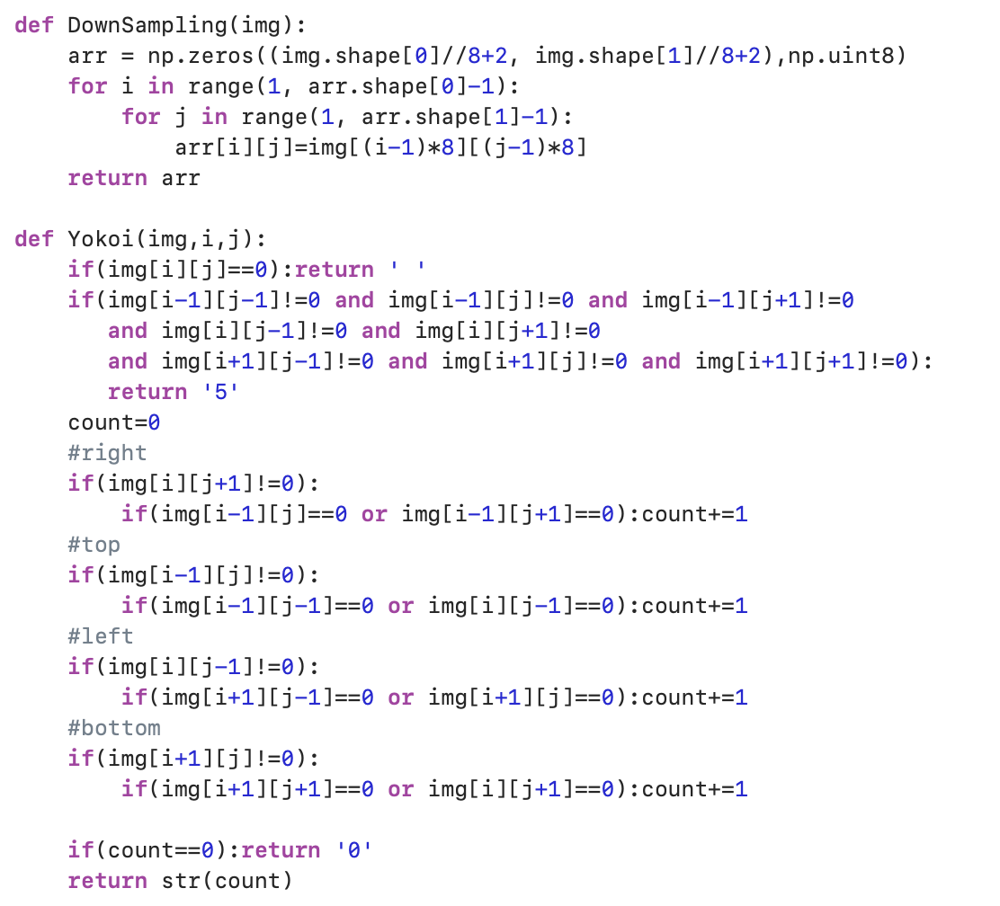 def DownSampling(img):
    arr = np.zeros((img.shape[0]//8+2, img.shape[1]//8+2),np.uint8)
    for i in range(1, arr.shape[0]-1):
        for j in range(1, arr.shape[1]-1):
            arr[i][j]=img[(i-1)*8][(j-1)*8]
    return arr

def Yokoi(img,i,j):
    if(img[i][j]==0):return ' '
    if(img[i-1][j-1]!=0 and img[i-1][j]!=0 and img[i-1][j+1]!=0
       and img[i][j-1]!=0 and img[i][j+1]!=0
       and img[i+1][j-1]!=0 and img[i+1][j]!=0 and img[i+1][j+1]!=0):
       return '5'
    count=0
    #right
    if(img[i][j+1]!=0):
        if(img[i-1][j]==0 or img[i-1][j+1]==0):count+=1
    #top
    if(img[i-1][j]!=0):
        if(img[i-1][j-1]==0 or img[i][j-1]==0):count+=1
    #left
    if(img[i][j-1]!=0):
        if(img[i+1][j-1]==0 or img[i+1][j]==0):count+=1
    #bottom
    if(img[i+1][j]!=0):
        if(img[i+1][j+1]==0 or img[i][j+1]==0):count+=1

    if(count==0):return '0'
    return str(count)